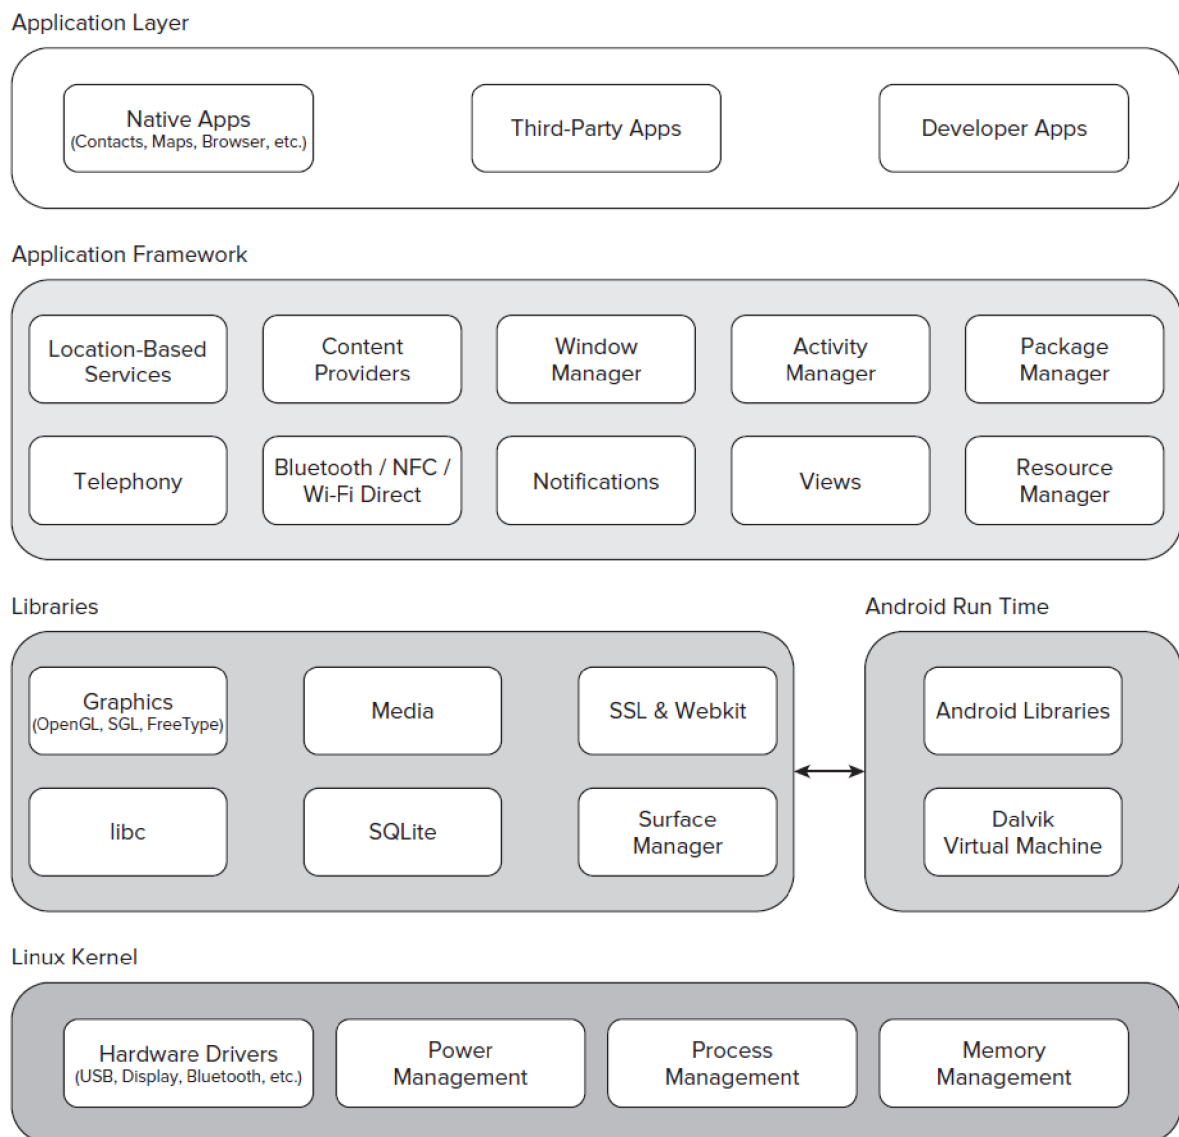 Application Layer
Native Apps
(Contacts, Maps, Browser, etc.)
Third-Party Apps
Developer Apps
Application Framework
Location-Based
Services
Content
Providers
Window
Manager
Activity
Manager
Package
Manager
Telephony
Bluetooth / NFC /
Wi-Fi Direct
Notifications
Views
Resource
Manager
Libraries
Graphics
(OpenGL, SGL, FreeType)
Media
SSL & Webkit
libc
SQLite
Surface
Manager
Android Run Time
Android Libraries
Dalvik
Virtual Machine
Linux Kernel
Hardware Drivers
(USB, Display, Bluetooth, etc.)
Power
Management
Process
Management
Memory
Management